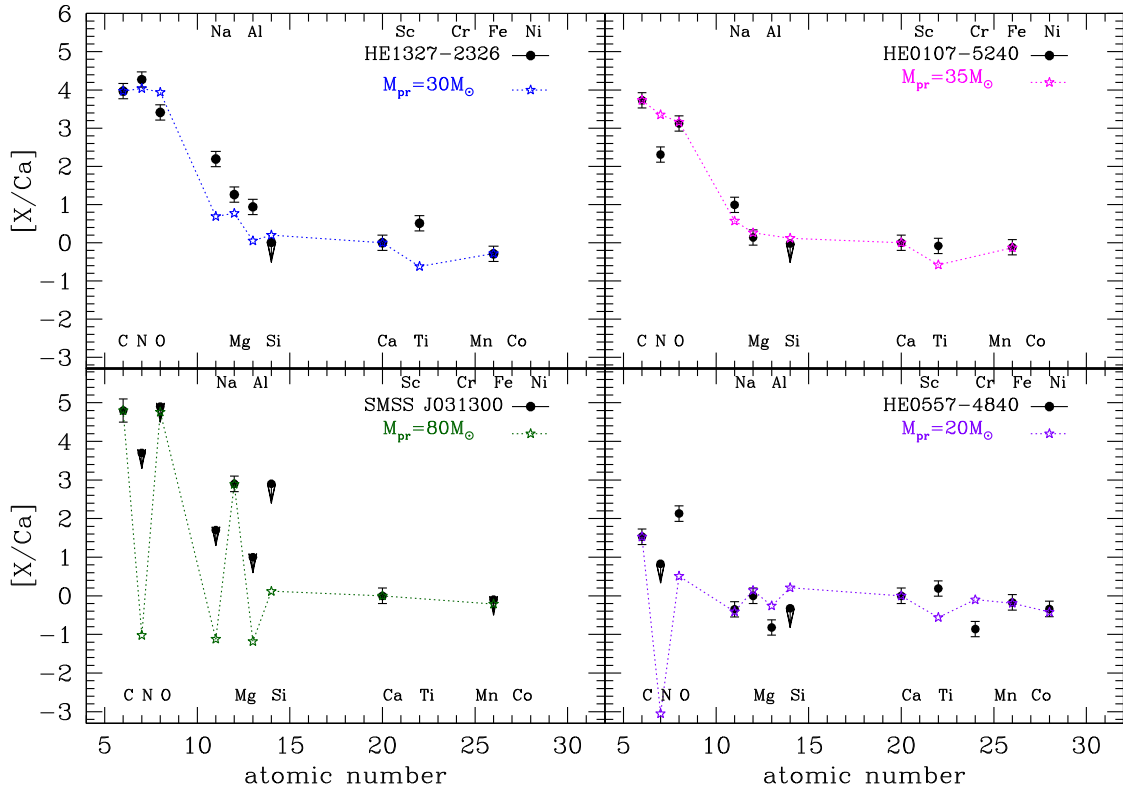 Na Al Sc Cr Fe Ni
HE1327−2326
M_pr=30M_⊙
C N O Mg Si Ca Ti Mn Co
6
5
4
3
2
1
0
−1
−2
−3
[X/Ca]
Na Al Sc Cr Fe Ni
HE0107−5240
M_pr=35M_⊙
C N O Mg Si Ca Ti Mn Co
Na Al Sc Cr Fe Ni
SMSS J031300
M_pr=80M_⊙
C N O Mg Si Ca Ti Mn Co
5
4
3
2
1
0
−1
−2
−3
[X/Ca]
5 10 15 20 25 30
atomic number
Na Al Sc Cr Fe Ni
HE0557−4840
M_pr=20M_⊙
C N O Mg Si Ca Ti Mn Co
5 10 15 20 25 30
atomic number